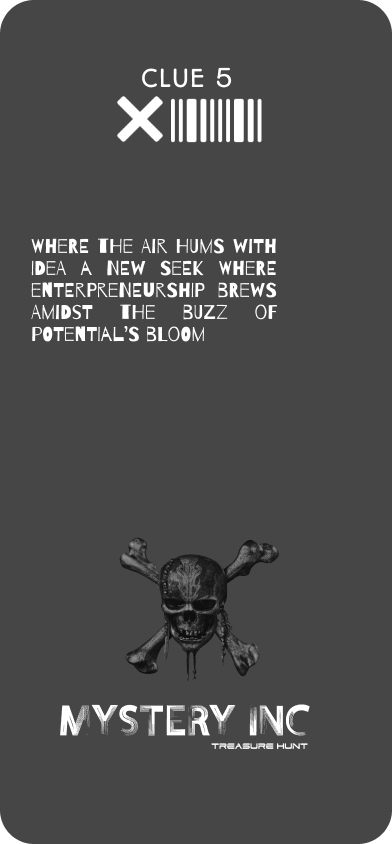 CLUE 5
WHERE THE AIR HUMS WITH
IDEA A NEW SEEK WHERE
ENTERPRENEURSHIP BREWS
AMIDST THE BUZZ OF
POTENTIAL'S BLOOM
MYSTERY INC
TREASURE HUNT